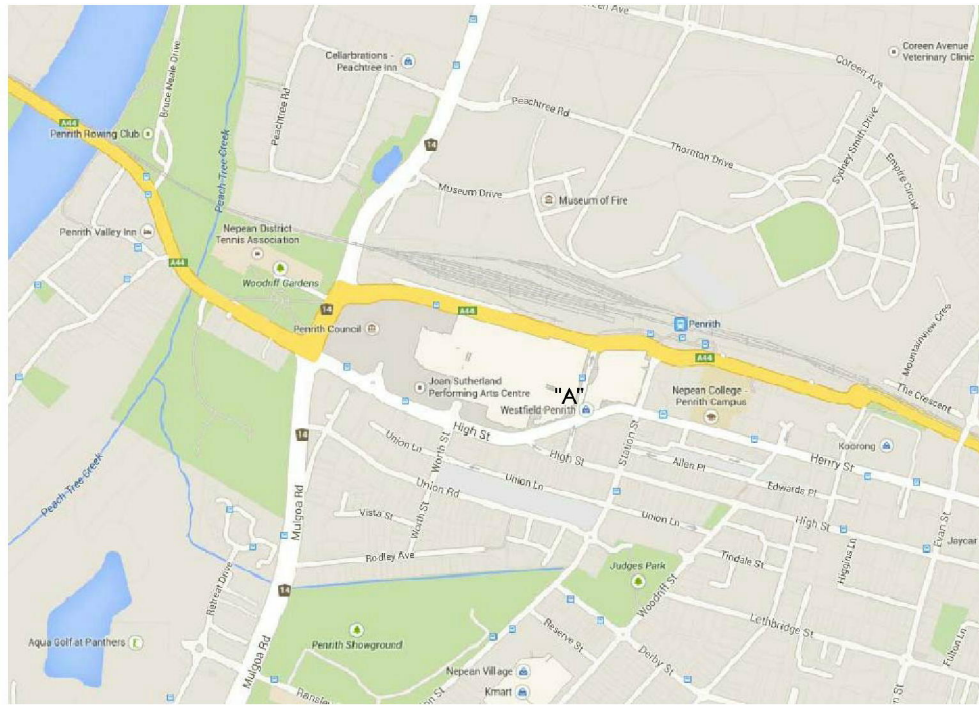 Cellarbrations -
Peachtree Inn
Coreen Avenue
Veterinary Clinic
Coreen Ave
Bruce Neale Drive
A44
Penrith Rowing Club
Peachtree Rd
Peachtree Rd
14
Thornton Drive
Sydney Smith Drive
Empire Circuit
Peach Tree Creek
Museum Drive
Museum of Fire
Nepean District
Tennis Association
Penrith Valley Inn
A44
Woodriff Gardens
14
A44
Penrith Council
Penrith
A44
Mountainview Cres
The Crescent
Joan Sutherland
Performing Arts Centre
"A"
Westfield Penrith
Nepean College -
Penrith Campus
14
High St
Worth St
Union Ln
High St
Station St
Allen Pl
Henry St
Koorong
Peach Tree Creek
Mulgoa Rd
Union Rd
Union Ln
Edwards Pl
Vista St
Worth St
Union Ln
High St
Higgins Ln
Evan St
Jaycar
Rodley Ave
Tindale St
Judges Park
Woodriff St
14
Retreat Drive
Lethbridge St
Aqua Golf at Panthers
Penrith Showground
Reserve St
Derby St
Fulton Ln
Mulgoa Rd
Nepean Village
Kmart